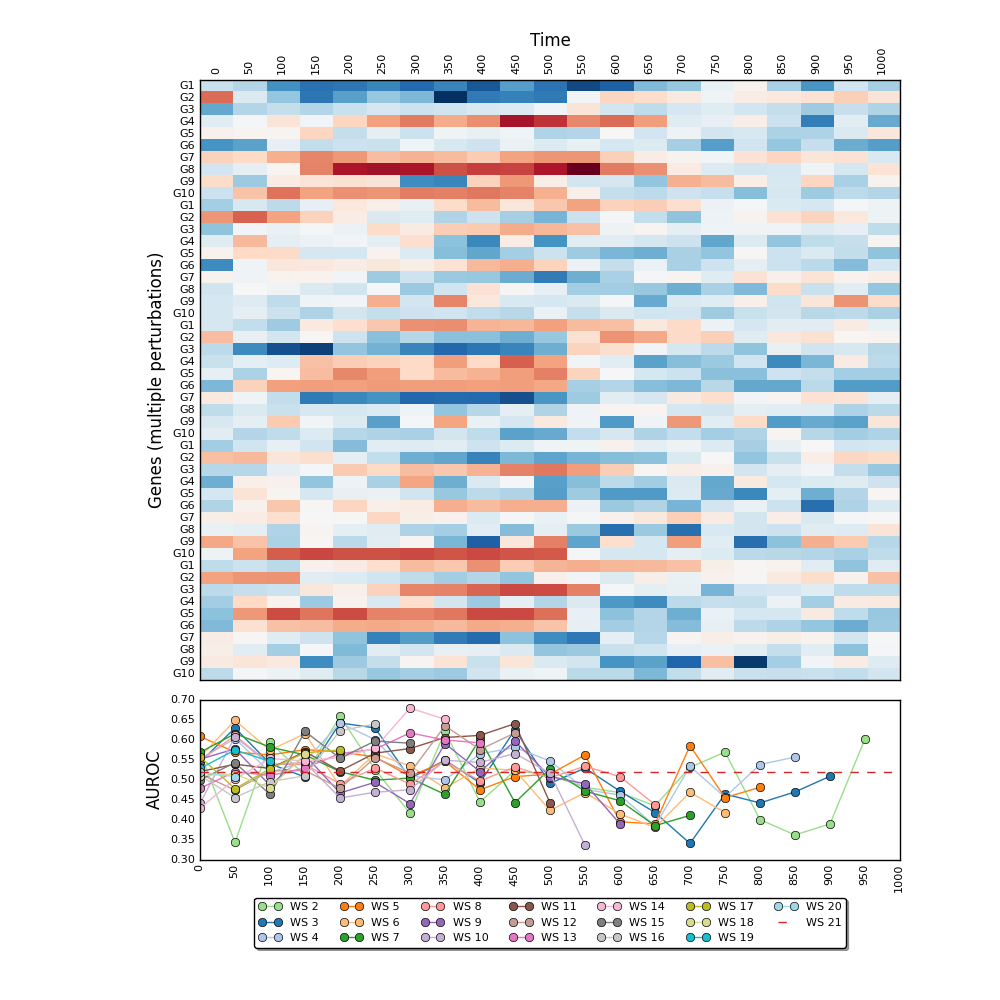 Time
0 50 100 150 200 250 300 350 400 450 500 550 600 650 700 750 800 850 900 950 1000
Genes (multiple perturbations)
G1
G2
G3
G4
G5
G6
G7
G8
G9
G10
G1
G2
G3
G4
G5
G6
G7
G8
G9
G10
G1
G2
G3
G4
G5
G6
G7
G8
G9
G10
G1
G2
G3
G4
G5
G6
G7
G8
G9
G10
G1
G2
G3
G4
G5
G6
G7
G8
G9
G10
AUROC
0.70
0.65
0.60
0.55
0.50
0.45
0.40
0.35
0.30
0 50 100 150 200 250 300 350 400 450 500 550 600 650 700 750 800 850 900 950 1000
WS 2 WS 5 WS 8 WS 11 WS 14 WS 17 WS 20
WS 3 WS 6 WS 9 WS 12 WS 15 WS 18 WS 21
WS 4 WS 7 WS 10 WS 13 WS 16 WS 19